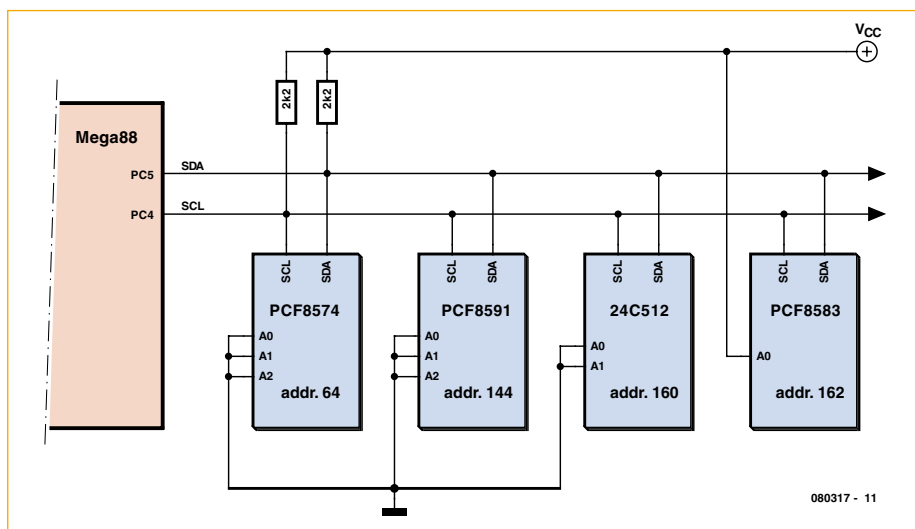 VCC
2k2
2k2
Mega88
PC5
SDA
PC4
SCL
SCL
SDA
PCF8574
A0
A1
A2
addr. 64
SCL
SDA
PCF8591
A0
A1
A2
addr. 144
SCL
SDA
24C512
A0
A1
addr. 160
SCL
SDA
PCF8583
A0
addr. 162
080317 - 11